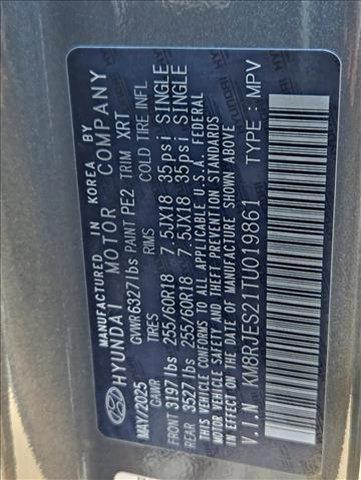 MANUFACTURED IN KOREA BY
HYUNDAI MOTOR COMPANY
GVWR 6327 lbs PAINT PE2 TRIM XRT
MAY/2025 GAWR TIRES RIMS COLD TIRE INFL
FRONT 3197 lbs 255/60R18 7.5JX18 35psi SINGLE
REAR 3527 lbs 255/60R18 7.5JX18 35psi SINGLE
THIS VEHICLE CONFORMS TO ALL APPLICABLE U.S.A. FEDERAL
MOTOR VEHICLE SAFETY AND THEFT PREVENTION STANDARDS
IN EFFECT ON THE DATE OF MANUFACTURE SHOWN ABOVE
V.I.N : KM8RJES21TU019861 TYPE : MPV